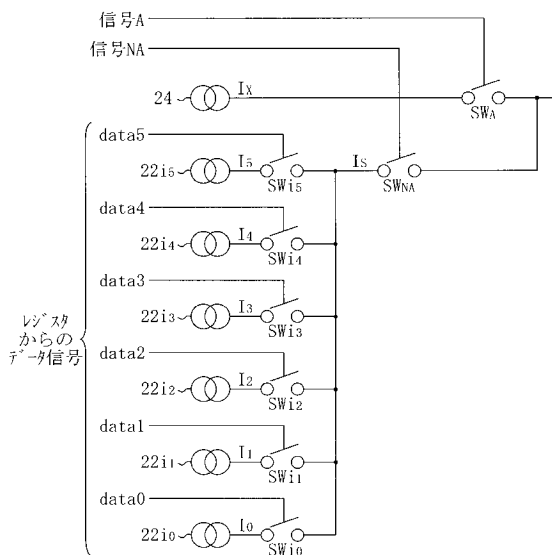 信号A
信号NA
24 IX SWA
data5
22i5 I5 SWi5 IS SWNA
data4
22i4 I4 SWi4
data3
22i3 I3 SWi3
レジスタ
からの
データ信号
data2
22i2 I2 SWi2
data1
22i1 I1 SWi1
data0
22i0 I0 SWi0